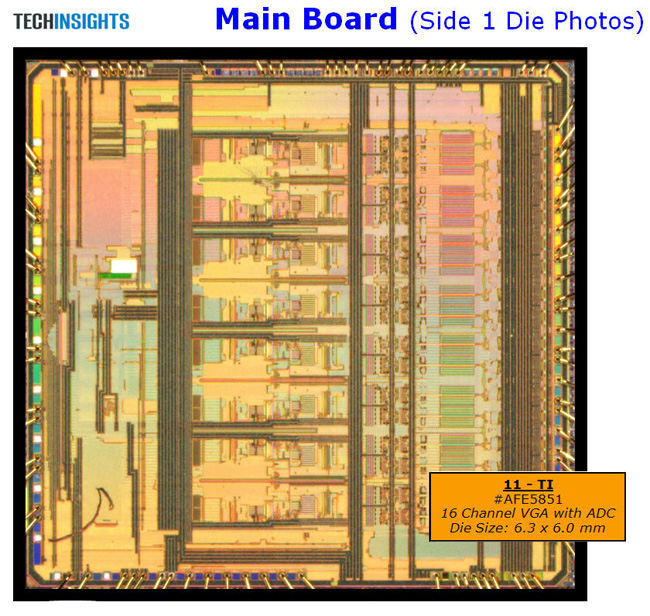 TECHINSIGHTS
Main Board (Side 1 Die Photos)
11 - TI
#AFE5851
16 Channel VGA with ADC
Die Size: 6.3 x 6.0 mm